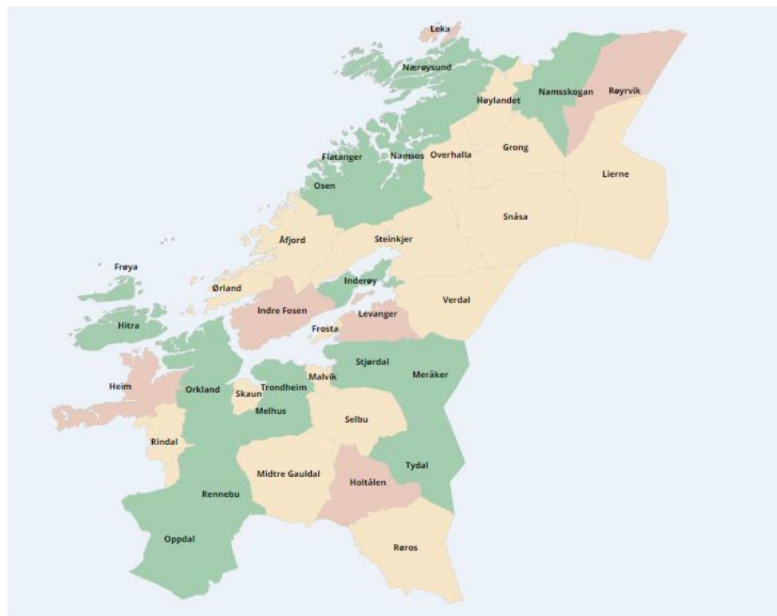 Leka
Nærøysund
Namsskogan
Røyrvik
Høylandet
Flatanger
Namsos
Overhalla
Grong
Lierne
Osen
Snåsa
Åfjord
Steinkjer
Frøya
Inderøy
Ørland
Verdal
Indre Fosen
Levanger
Hitra
Frosta
Stjørdal
Meråker
Malvik
Heim
Orkland
Skaun
Trondheim
Melhus
Selbu
Rindal
Tydal
Midtre Gauldal
Holtålen
Rennebu
Oppdal
Røros